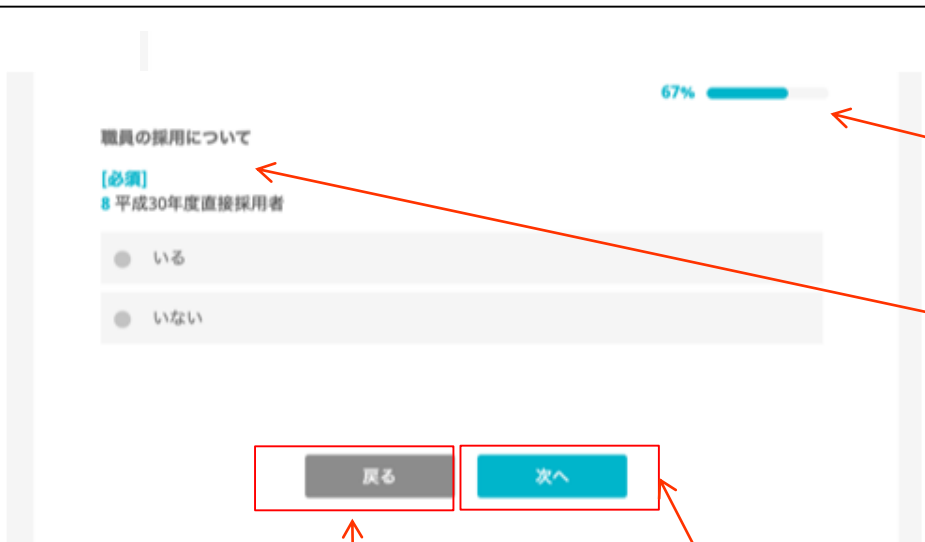 67%
職員の採用について
[必須]
8 平成30年度直接採用者
いる
いない
戻る
次へ